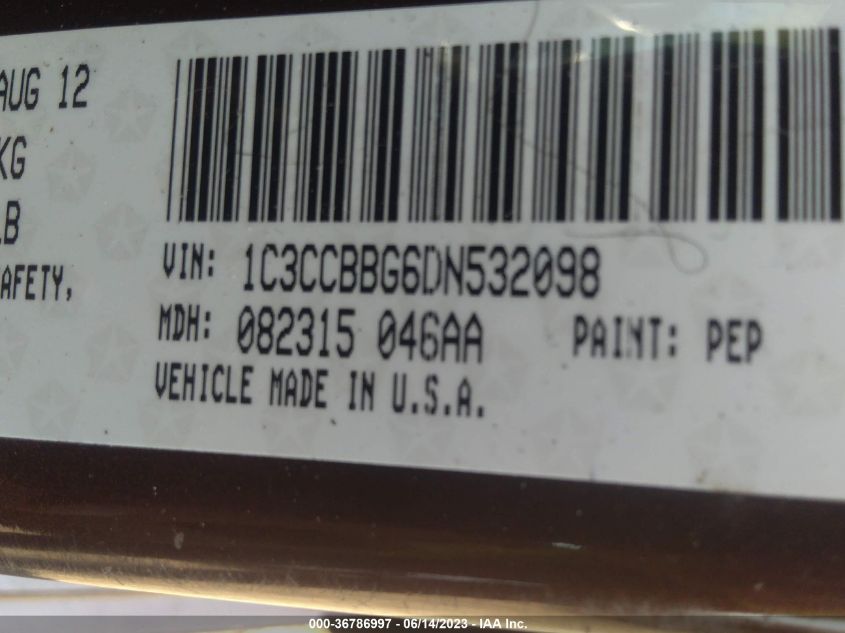 AUG 12
KG
LB
SAFETY,
VIN: 1C3CCBBG6DN532098
MDH: 082315 046AA PAINT: PEP
VEHICLE MADE IN U.S.A.
000-36786997 - 06/14/2023 - IAA Inc.